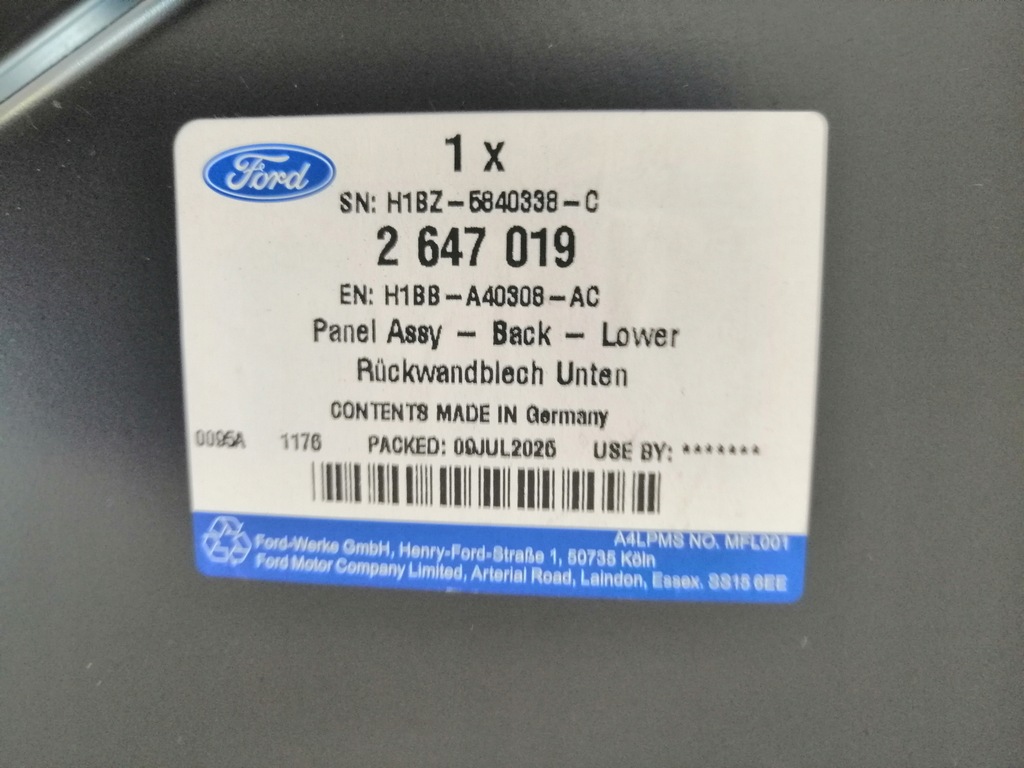 Ford
1 x
SN: H1BZ-5840338-C
2 647 019
EN: H1BB-A40308-AC
Panel Assy - Back - Lower
Rückwandblech Unten
CONTENTS MADE IN Germany
0095A 1176 PACKED: 09JUL2025 USE BY: *******
A4LPMS NO. MFL001
Ford-Werke GmbH, Henry-Ford-Straße 1, 50735 Köln
Ford Motor Company Limited, Arterial Road, Laindon, Essex. SS15 6EE